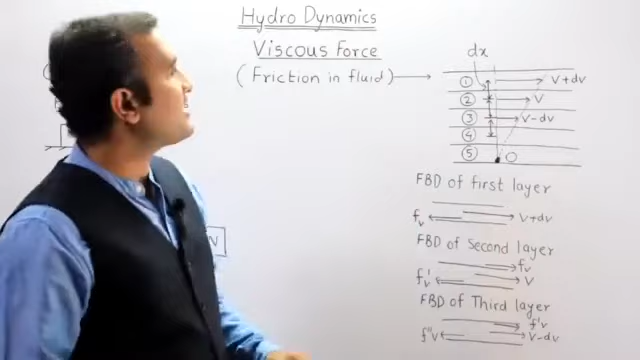 Hydro Dynamics
Viscous Force
(Friction in fluid)
dx
① v+dv
② v
③ v-dv
④
⑤ O
FBD of first layer
fv v+dv
FBD of Second layer
fv
fv' v
FBD of Third layer
f'v
f"v v-dv
N